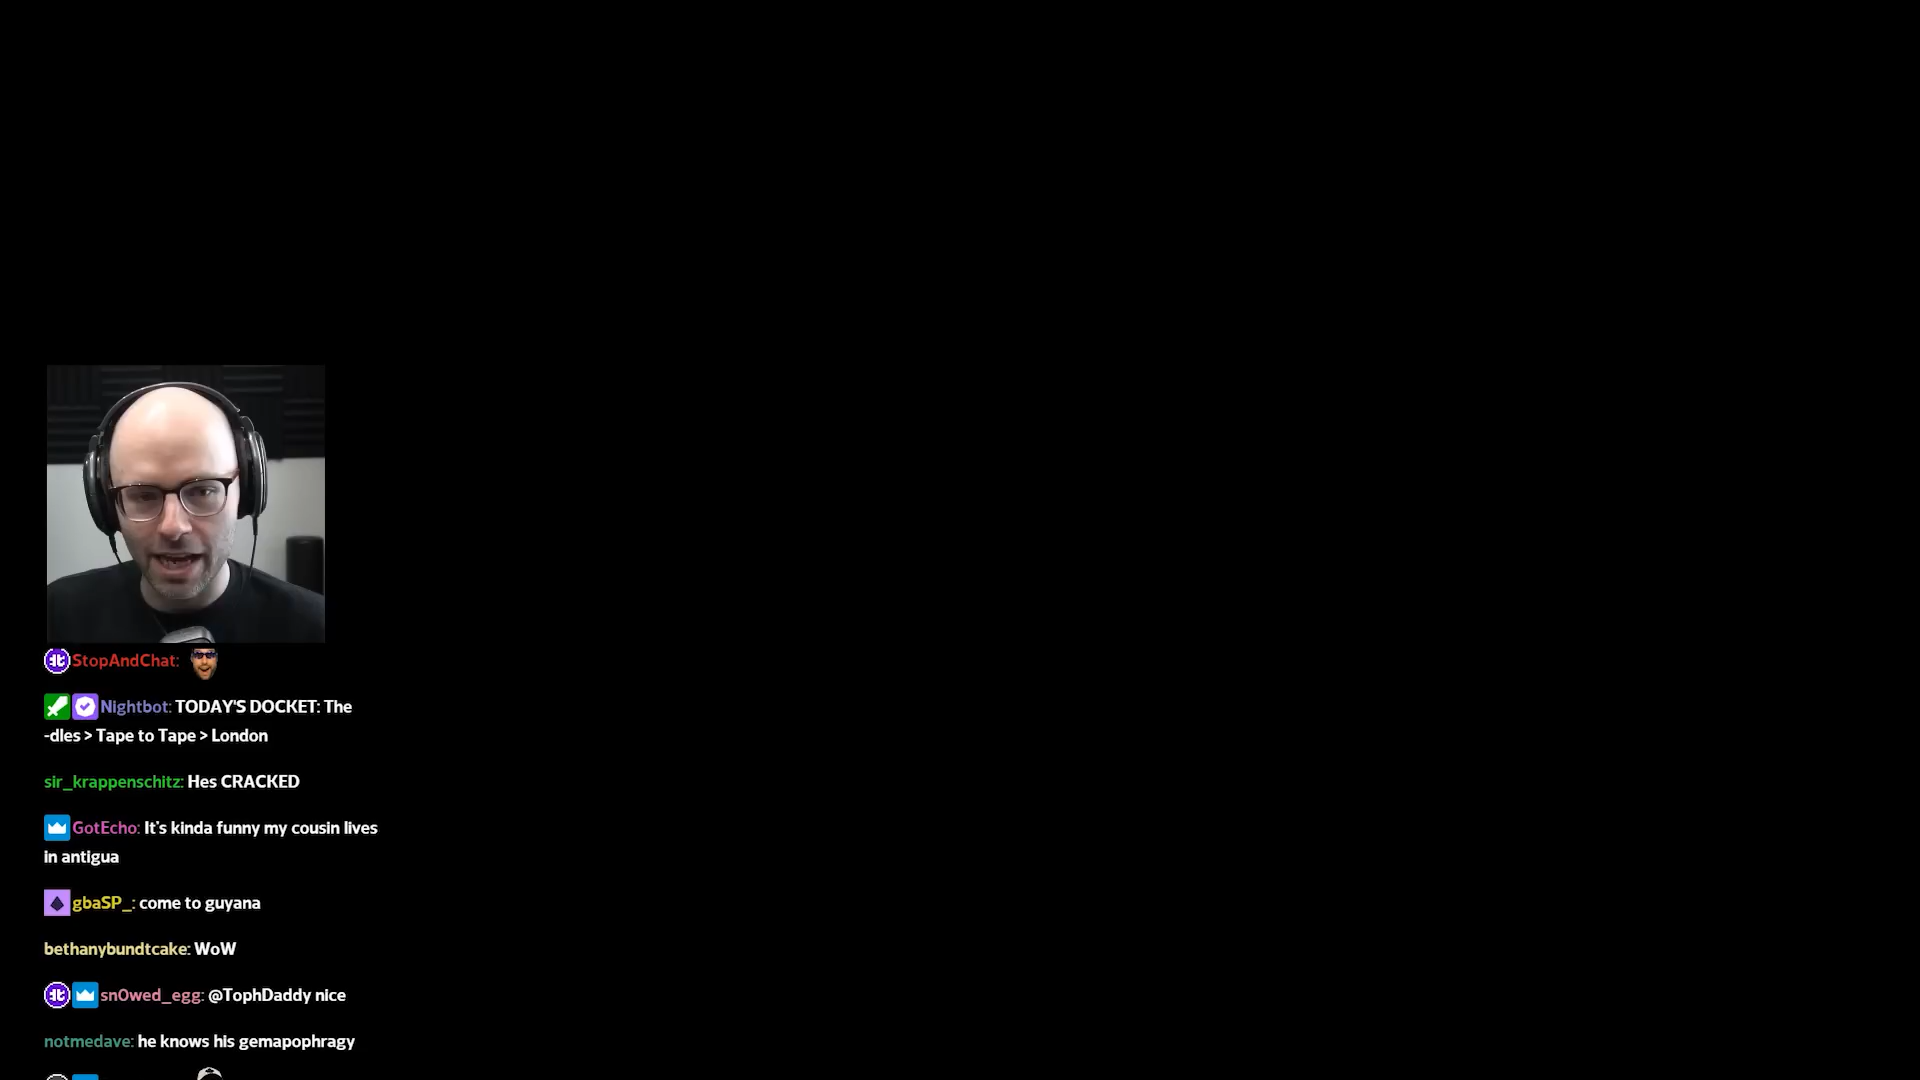 StopAndChat:
Nightbot: TODAY'S DOCKET: The
-dles > Tape to Tape > London
sir_krappenschitz: Hes CRACKED
GotEcho: It's kinda funny my cousin lives
in antigua
gbaSP_: come to guyana
bethanybundtcake: WoW
sn0wed_egg: @TophDaddy nice
notmedave: he knows his gemapophragy